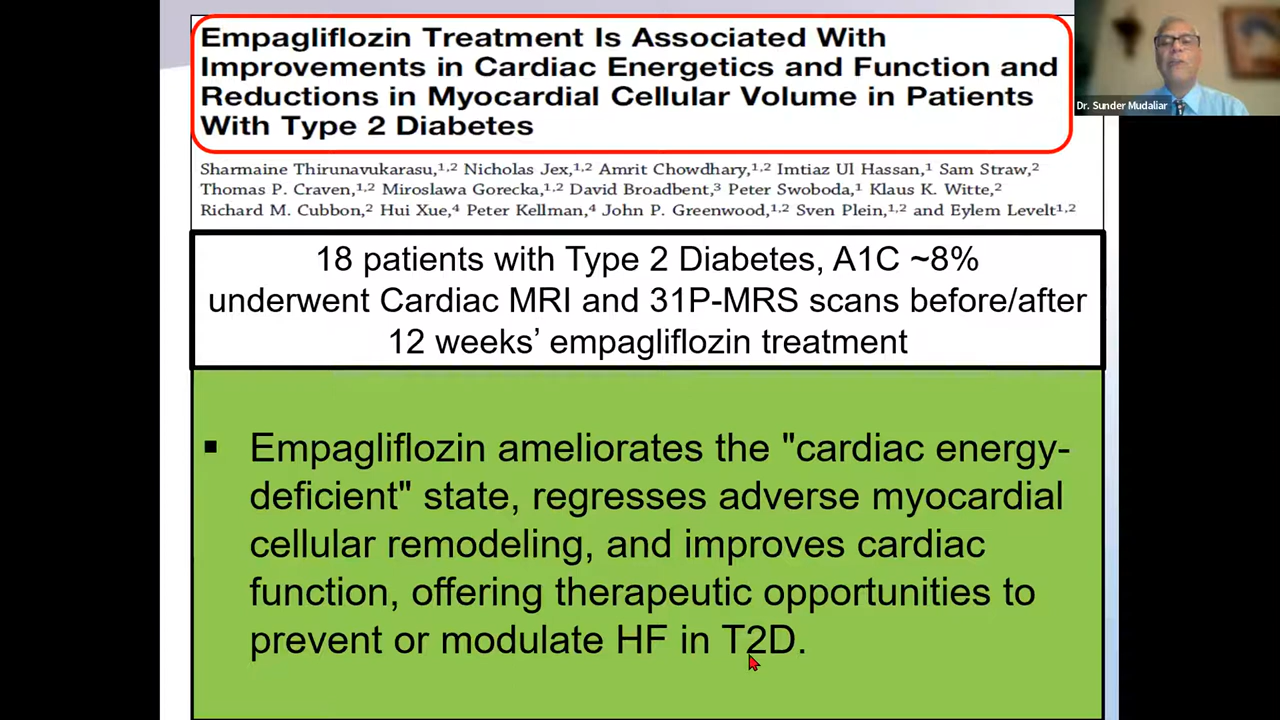 Empagliflozin Treatment Is Associated With
Improvements in Cardiac Energetics and Function and
Reductions in Myocardial Cellular Volume in Patients
With Type 2 Diabetes
Dr. Sunder Mudaliar
Sharmaine Thirunavukarasu,1,2 Nicholas Jex,1,2 Amrit Chowdhary,1,2 Imtiaz Ul Hassan,1 Sam Straw,2
Thomas P. Craven,1,2 Miroslawa Gorecka,1,2 David Broadbent,3 Peter Swoboda,1 Klaus K. Witte,2
Richard M. Cubbon,2 Hui Xue,4 Peter Kellman,4 John P. Greenwood,1,2 Sven Plein,1,2 and Eylem Levelt1,2
18 patients with Type 2 Diabetes, A1C ~8%
underwent Cardiac MRI and 31P-MRS scans before/after
12 weeks’ empagliflozin treatment
▪ Empagliflozin ameliorates the "cardiac energy-
deficient" state, regresses adverse myocardial
cellular remodeling, and improves cardiac
function, offering therapeutic opportunities to
prevent or modulate HF in T2D.